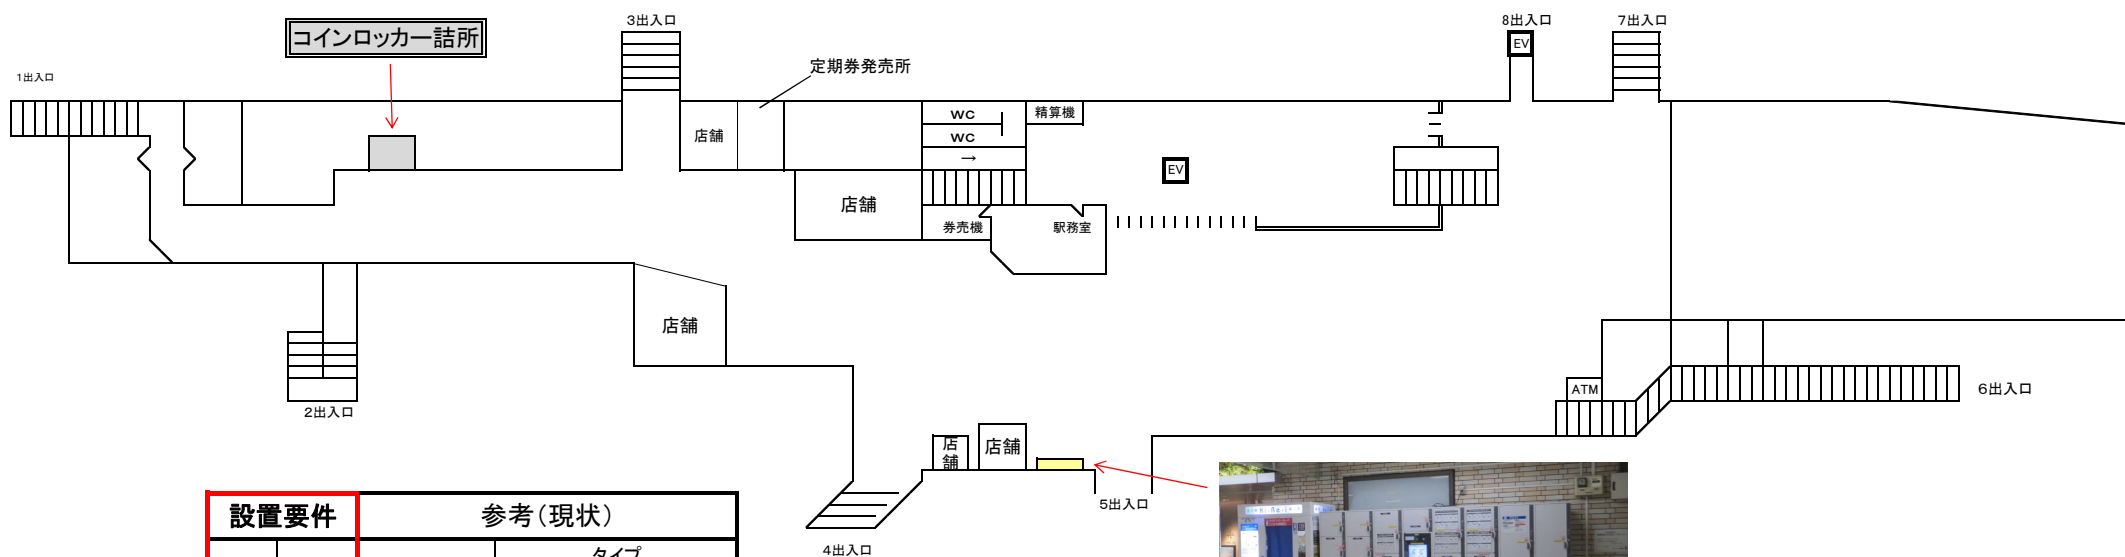 3出入口
8出入口
7出入口
コインロッカー詰所
EV
定期券発売所
1出入口
店舗
WC
精算機
WC
→
EV
店舗
券売機
駅務室
店舗
ATM
6出入口
2出入口
店舗
店舗
5出入口
設置要件
参考(現状)
タイプ
4出入口